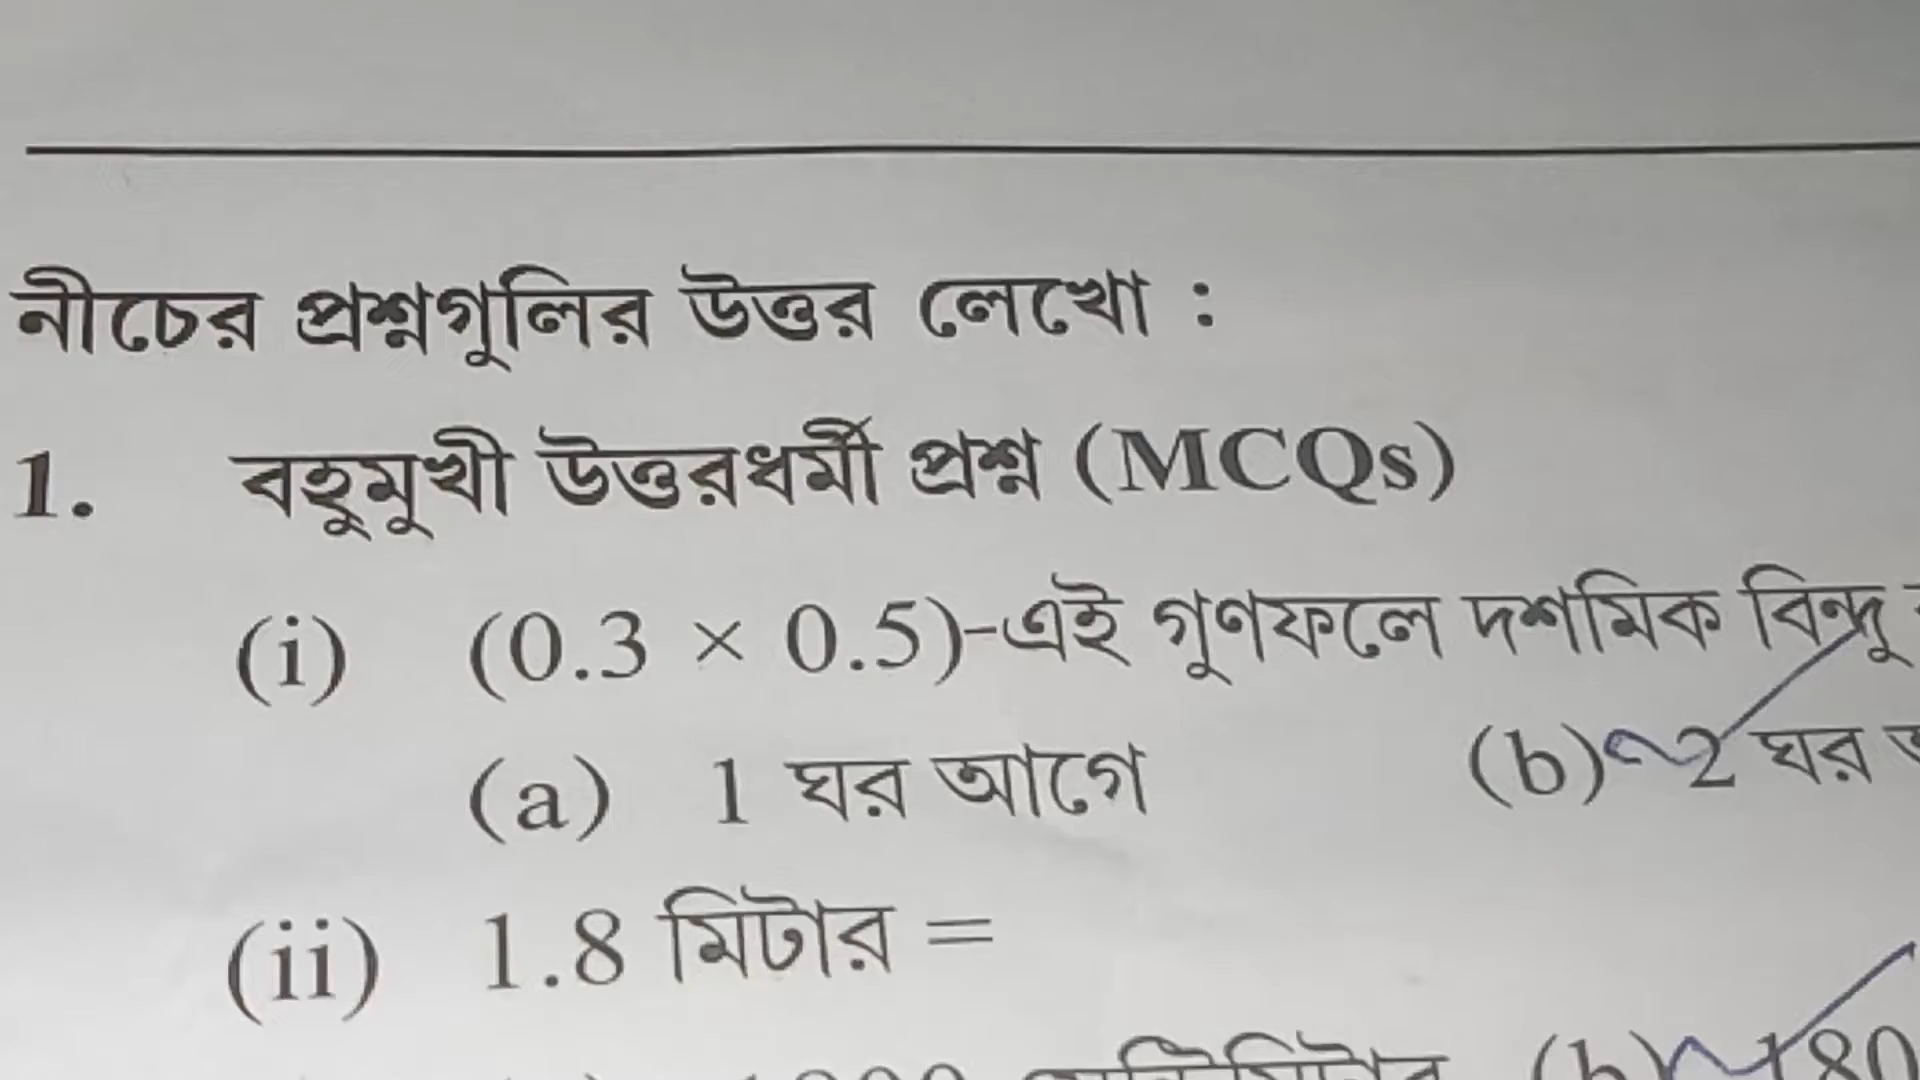 নীচের প্রশ্নগুলির উত্তর লেখো :
1. বহুমুখী উত্তরধর্মী প্রশ্ন (MCQs)
(i) (0.3 × 0.5)-এই গুণফলে দশমিক বিন্দু
(a) 1 ঘর আগে (b) 2 ঘর
(ii) 1.8 মিটার =
(b) 180